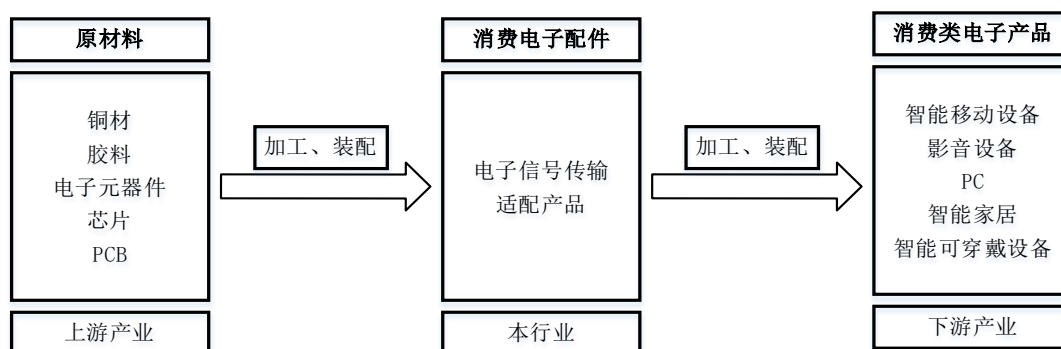 原材料
铜材
胶料
电子元器件
芯片
PCB
上游产业
加工、装配
消费电子配件
电子信号传输
适配产品
本行业
加工、装配
消费类电子产品
智能移动设备
影音设备
PC
智能家居
智能可穿戴设备
下游产业